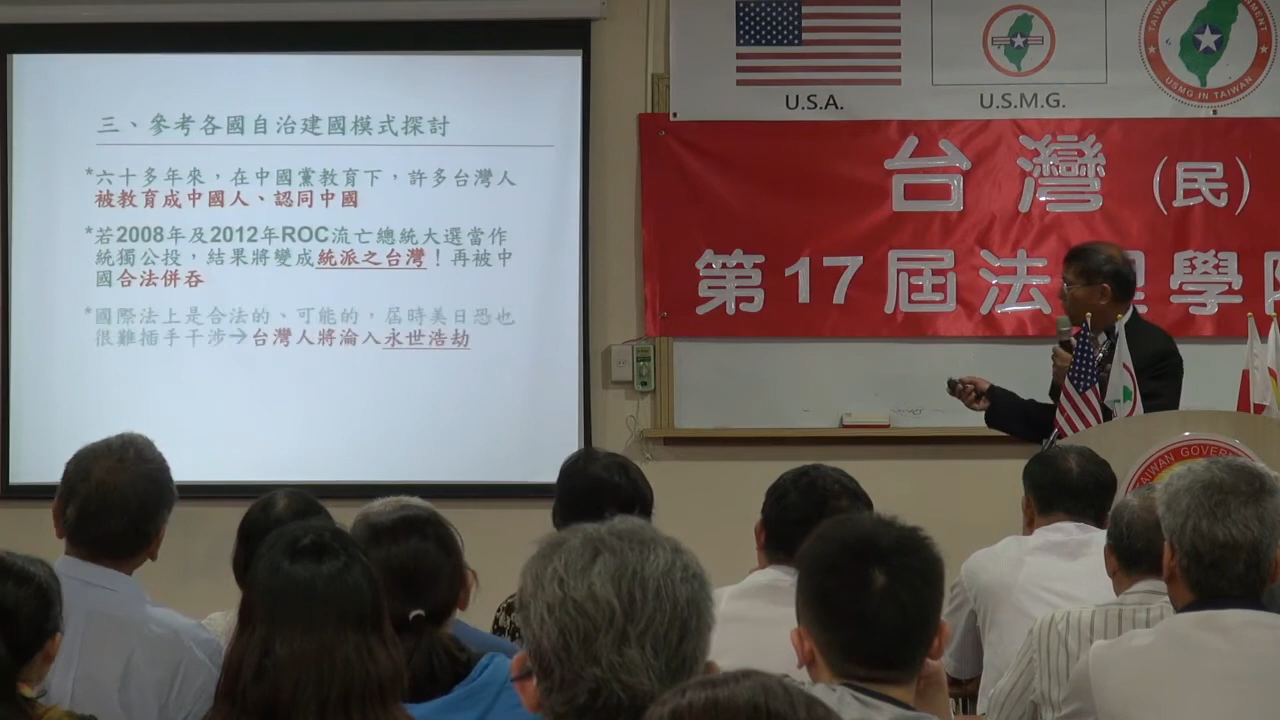 三、參考各國自治建國模式探討
*六十多年來，在中國黨教育下，許多台灣人
被教育成中國人、認同中國
*若2008年及2012年ROC流亡總統大選當作
統獨公投，結果將變成統派之台灣！再被中
國合法併吞
*國際法上是合法的、可能的，屆時美日恐也
很難插手干涉→台灣人將淪入永世浩劫
U.S.A.
U.S.M.G.
USMG IN TAIWAN
台灣(民)
第17屆法理學
TAIWAN GOVER